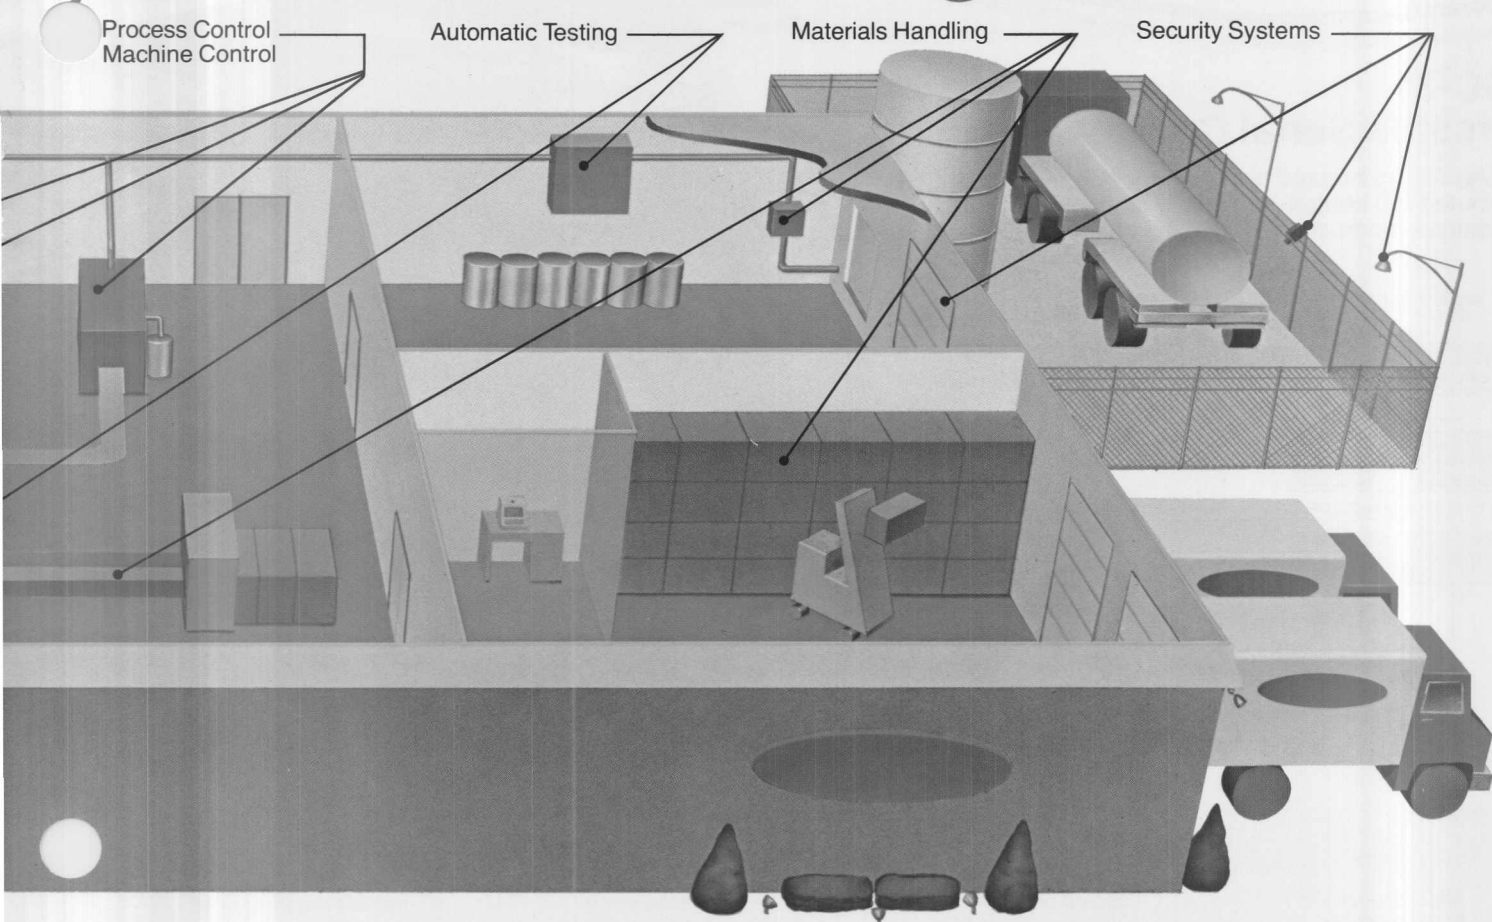 Process Control
Machine Control
Automatic Testing
Materials Handling
Security Systems